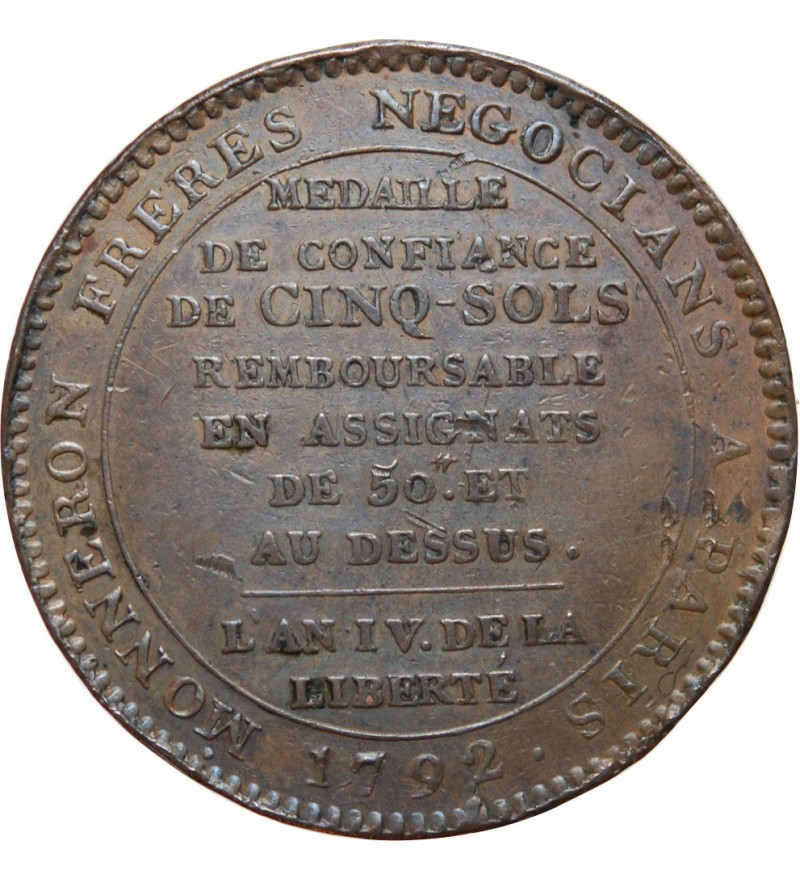 MONNERON FRERES NEGOCIANS A PARIS .
MEDAILLE
DE CONFIANCE
DE CINQ-SOLS
REMBOURSABLE
EN ASSIGNATS
DE 50.ᵗᵗ ET
AU DESSUS .
L'AN IV. DE LA
LIBERTÉ
1792